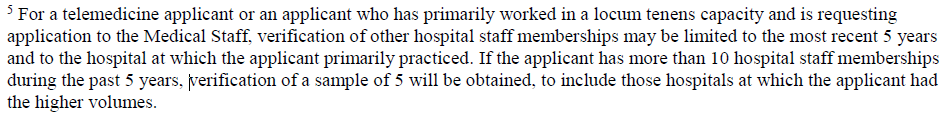 5 For a telemedicine applicant or an applicant who has primarily worked in a locum tenens capacity and is requesting
application to the Medical Staff, verification of other hospital staff memberships may be limited to the most recent 5 years
and to the hospital at which the applicant primarily practiced. If the applicant has more than 10 hospital staff memberships
during the past 5 years, verification of a sample of 5 will be obtained, to include those hospitals at which the applicant had
the higher volumes.